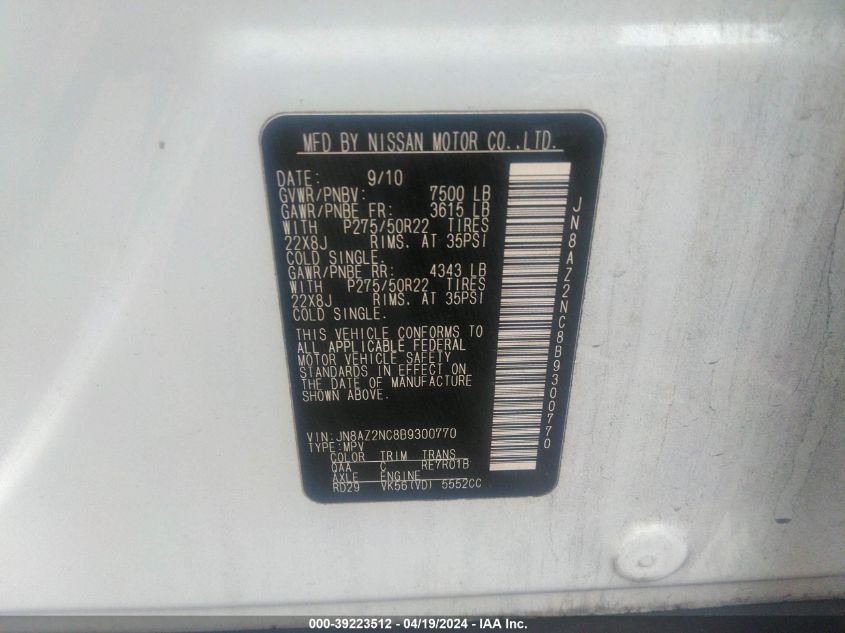 MFD BY NISSAN MOTOR CO.,LTD.
DATE: 9/10
GVWR/PNBV: 7500 LB
GAWR/PNBE FR: 3615 LB
WITH P275/50R22 TIRES
22X8J RIMS. AT 35PSI
COLD SINGLE.
GAWR/PNBE RR: 4343 LB
WITH P275/50R22 TIRES
22X8J RIMS. AT 35PSI
COLD SINGLE.
THIS VEHICLE CONFORMS TO
ALL APPLICABLE FEDERAL
MOTOR VEHICLE SAFETY
STANDARDS IN EFFECT ON
THE DATE OF MANUFACTURE
SHOWN ABOVE.
VIN:JN8AZ2NC8B9300770
TYPE:MPV
COLOR TRIM TRANS
QAA C RE7R01B
AXLE ENGINE
RD29 VK56(VD) 5552CC
JN8AZ2NC8B9300770
000-39223512 - 04/19/2024 - IAA Inc.